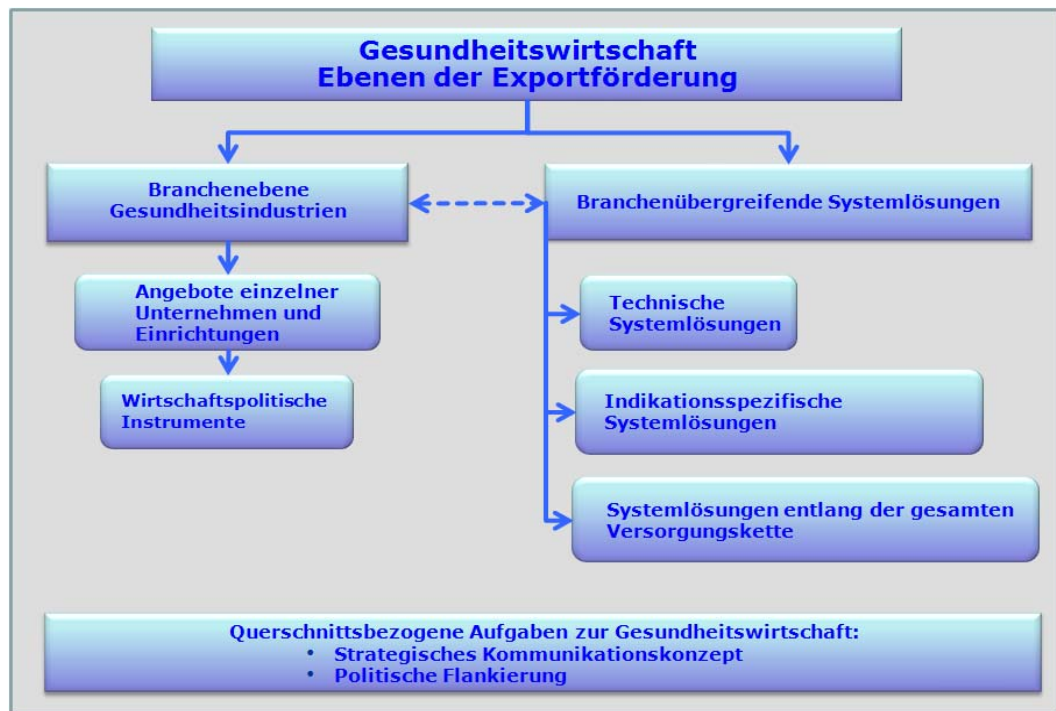 Gesundheitswirtschaft
Ebenen der Exportförderung
Branchenebene
Gesundheitsindustrien
Branchenübergreifende Systemlösungen
Angebote einzelner
Unternehmen und
Einrichtungen
Wirtschaftspolitische
Instrumente
Technische
Systemlösungen
Indikationsspezifische
Systemlösungen
Systemlösungen entlang der gesamten
Versorgungskette
Querschnittsbezogene Aufgaben zur Gesundheitswirtschaft:
• Strategisches Kommunikationskonzept
• Politische Flankierung